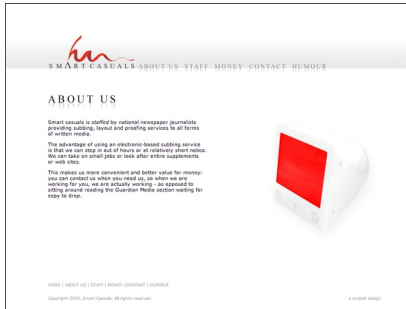 SMART CASUALS ABOUT US STAFF MONEY CONTACT HUMOUR
ABOUT US
Smart casuals is staffed by national newspaper journalists
providing subbing, layout and proofing services to all forms
of written media.
The advantage of using an electronic-based subbing service
is that we can step in out of hours or at relatively short notice.
We can take on small jobs or look after entire supplements
or web sites.
This makes us more convenient and better value for money:
you can contact us when you need us, so when we are
working for you, we are actually working - as opposed to
sitting around reading the Guardian Media section waiting for
copy to drop.
HOME | ABOUT US | STAFF | MONEY |CONTACT | HUMOUR
Copyright 2005, Smart Casuals. All rights reserved.
design